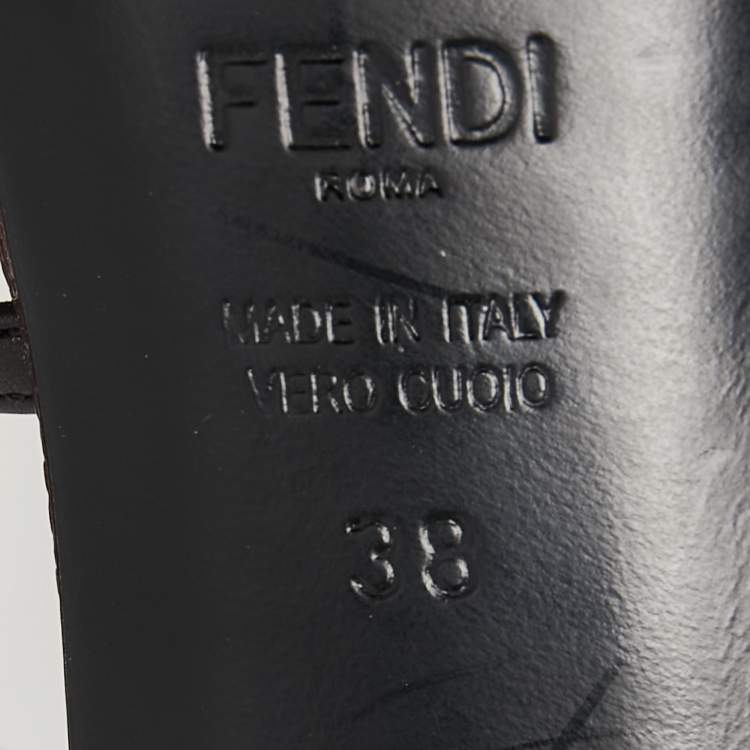 FENDI
ROMA
MADE IN ITALY
VERO CUOIO
38